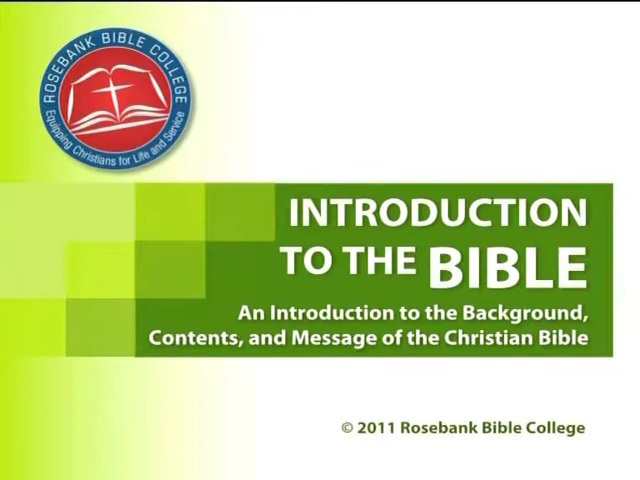 ROSEBANK BIBLE COLLEGE
Equipping Christians for Life and Service
INTRODUCTION
TO THE BIBLE
An Introduction to the Background,
Contents, and Message of the Christian Bible
© 2011 Rosebank Bible College